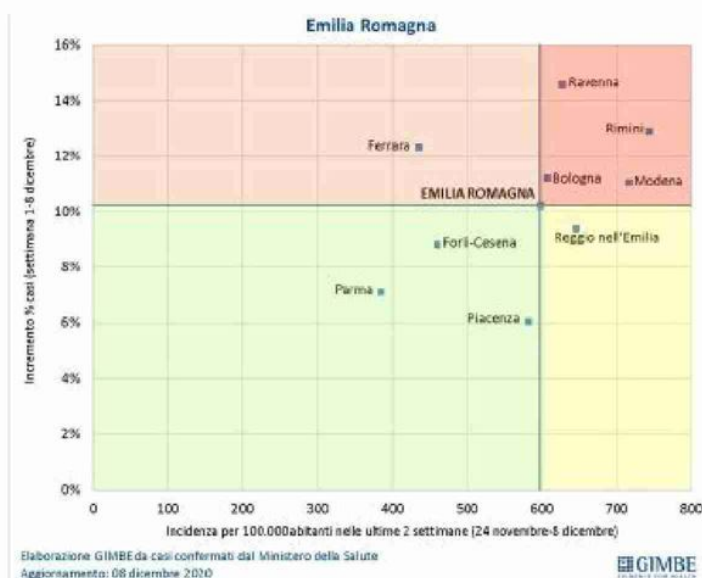 Emilia Romagna
Incremento % casi (settimana 1-8 dicembre)
16%
14%
12%
10%
8%
6%
4%
2%
0%
Ravenna
Rimini
Ferrara
Bologna
Modena
EMILIA ROMAGNA
Reggio nell'Emilia
Forlì-Cesena
Parma
Piacenza
0 100 200 300 400 500 600 700 800
Incidenza per 100.000 abitanti nelle ultime 2 settimane (24 novembre-8 dicembre)
Elaborazione GIMBE da casi confermati dal Ministero della Salute
Aggiornamento: 08 dicembre 2020
GIMBE